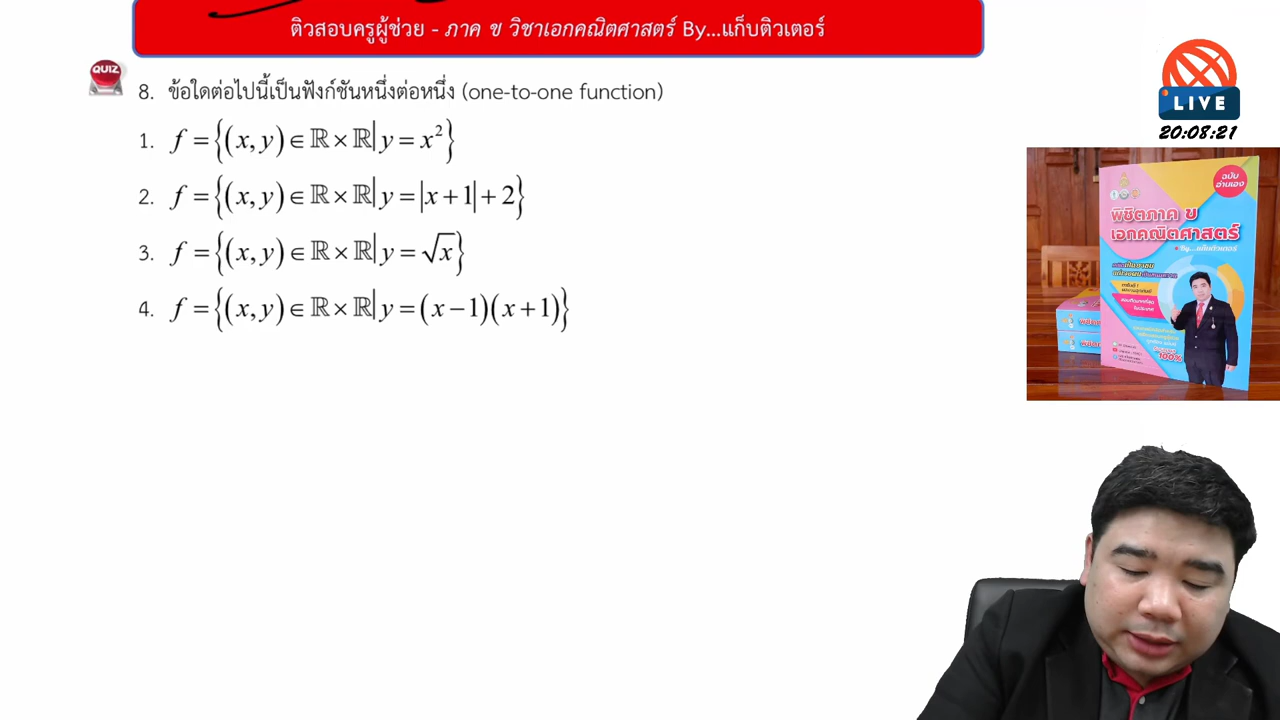 ติวสอบครูผู้ช่วย - ภาค ข วิชาเอกคณิตศาสตร์ By...แก็บติวเตอร์
QUIZ
8. ข้อใดต่อไปนี้เป็นฟังก์ชันหนึ่งต่อหนึ่ง (one-to-one function)
1. f = {(x, y) ∈ ℝ × ℝ | y = x²}
2. f = {(x, y) ∈ ℝ × ℝ | y = |x + 1| + 2}
3. f = {(x, y) ∈ ℝ × ℝ | y = √x}
4. f = {(x, y) ∈ ℝ × ℝ | y = (x − 1)(x + 1)}
LIVE
20:08:21
ฉบับ
อ่านเอง
พิชิตภาค ข
เอกคณิตศาสตร์
By...แก็บติวเตอร์
100%